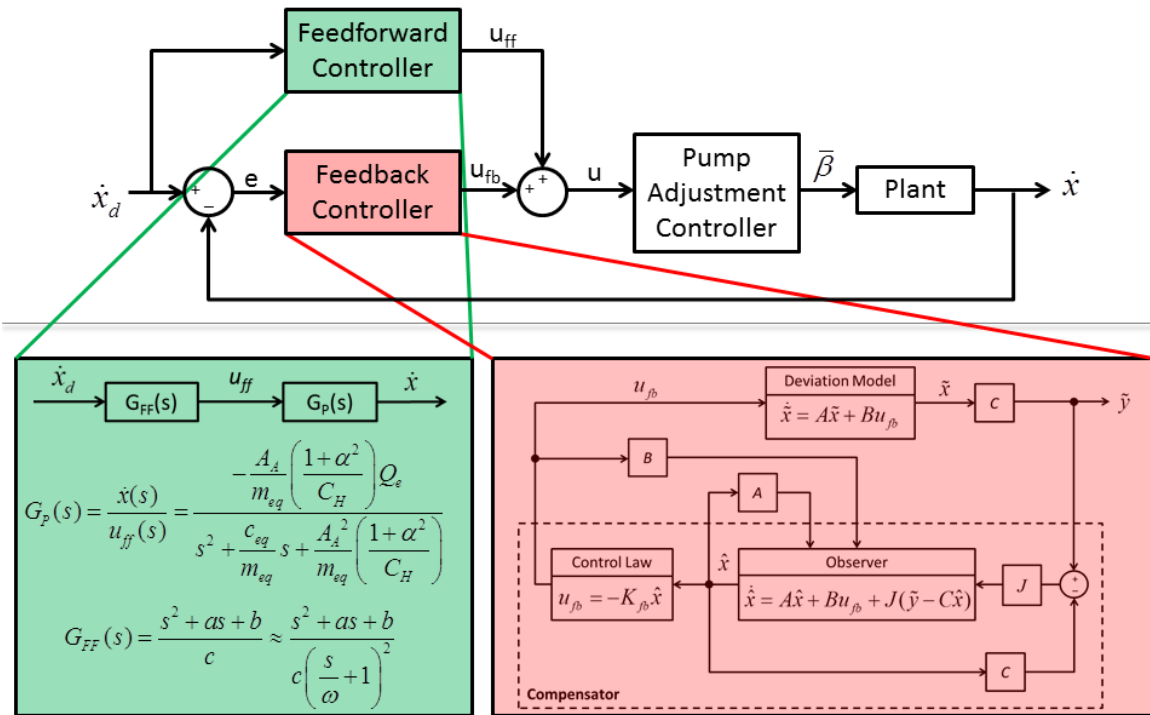 Feedforward
Controller
u_ff
ẋ_d
+
−
e
Feedback
Controller
u_fb
+
+
u
Pump
Adjustment
Controller
β̅
Plant
ẋ
ẋ_d
G_FF(s)
u_ff
G_P(s)
ẋ
G_P(s) = ẋ(s)/u_ff(s) = (−(A_A/m_eq)((1+α²)/C_H)Q_e)/(s² + (c_eq/m_eq)s + (A_A²/m_eq)((1+α²)/C_H))
G_FF(s) = (s² + as + b)/c ≈ (s² + as + b)/(c(s/ω + 1)²)
u_fb
Deviation Model
x̃̇ = Ax̃ + Bu_fb
x̃
C
ỹ
B
A
Control Law
u_fb = −K_fb x̂
x̂
Observer
x̂̇ = Ax̂ + Bu_fb + J(ỹ − Cx̂)
J
+
−
C
Compensator